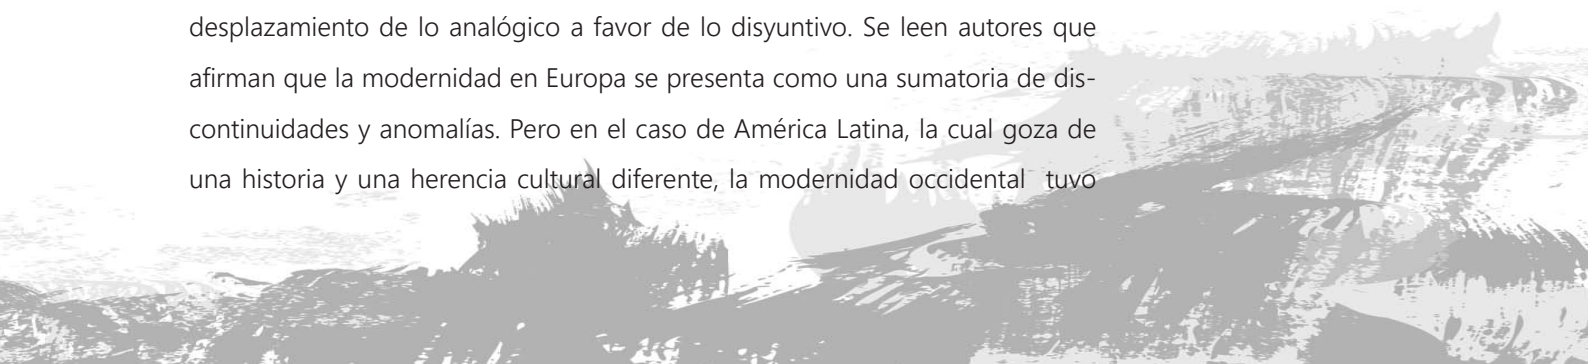 desplazamiento de lo analógico a favor de lo disyuntivo. Se leen autores que
afirman que la modernidad en Europa se presenta como una sumatoria de dis-
continuidades y anomalías. Pero en el caso de América Latina, la cual goza de
una historia y una herencia cultural diferente, la modernidad occidental  tuvo